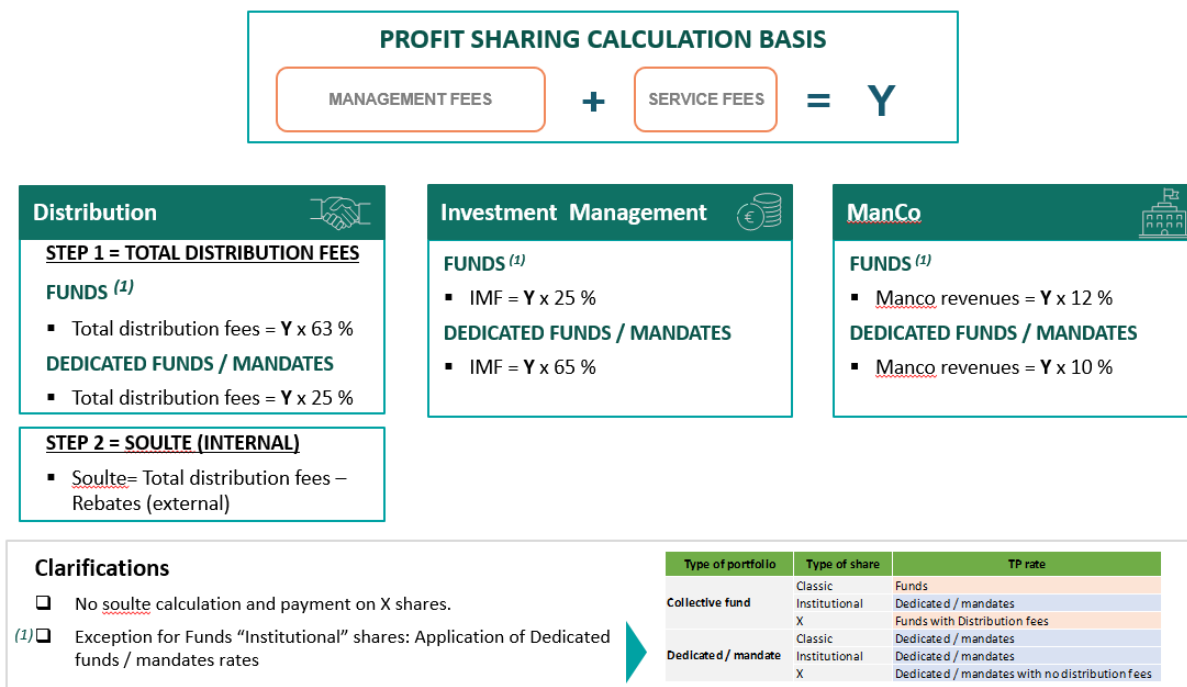 PROFIT SHARING CALCULATION BASIS
MANAGEMENT FEES + SERVICE FEES = Y
Distribution
STEP 1 = TOTAL DISTRIBUTION FEES
FUNDS (1)
▪ Total distribution fees = Y x 63 %
DEDICATED FUNDS / MANDATES
▪ Total distribution fees = Y x 25 %
STEP 2 = SOULTE (INTERNAL)
▪ Soulte= Total distribution fees –
Rebates (external)
Investment Management
€
FUNDS (1)
▪ IMF = Y x 25 %
DEDICATED FUNDS / MANDATES
▪ IMF = Y x 65 %
ManCo
FUNDS (1)
▪ Manco revenues = Y x 12 %
DEDICATED FUNDS / MANDATES
▪ Manco revenues = Y x 10 %
Clarifications
❑ No soulte calculation and payment on X shares.
(1) ❑ Exception for Funds “Institutional” shares: Application of Dedicated
funds / mandates rates
Type of portfolio Type of share TP rate
Collective fund
Classic Funds
Institutional Dedicated / mandates
X Funds with Distribution fees
Dedicated / mandate
Classic Dedicated / mandates
Institutional Dedicated / mandates
X Dedicated / mandates with no distribution fees